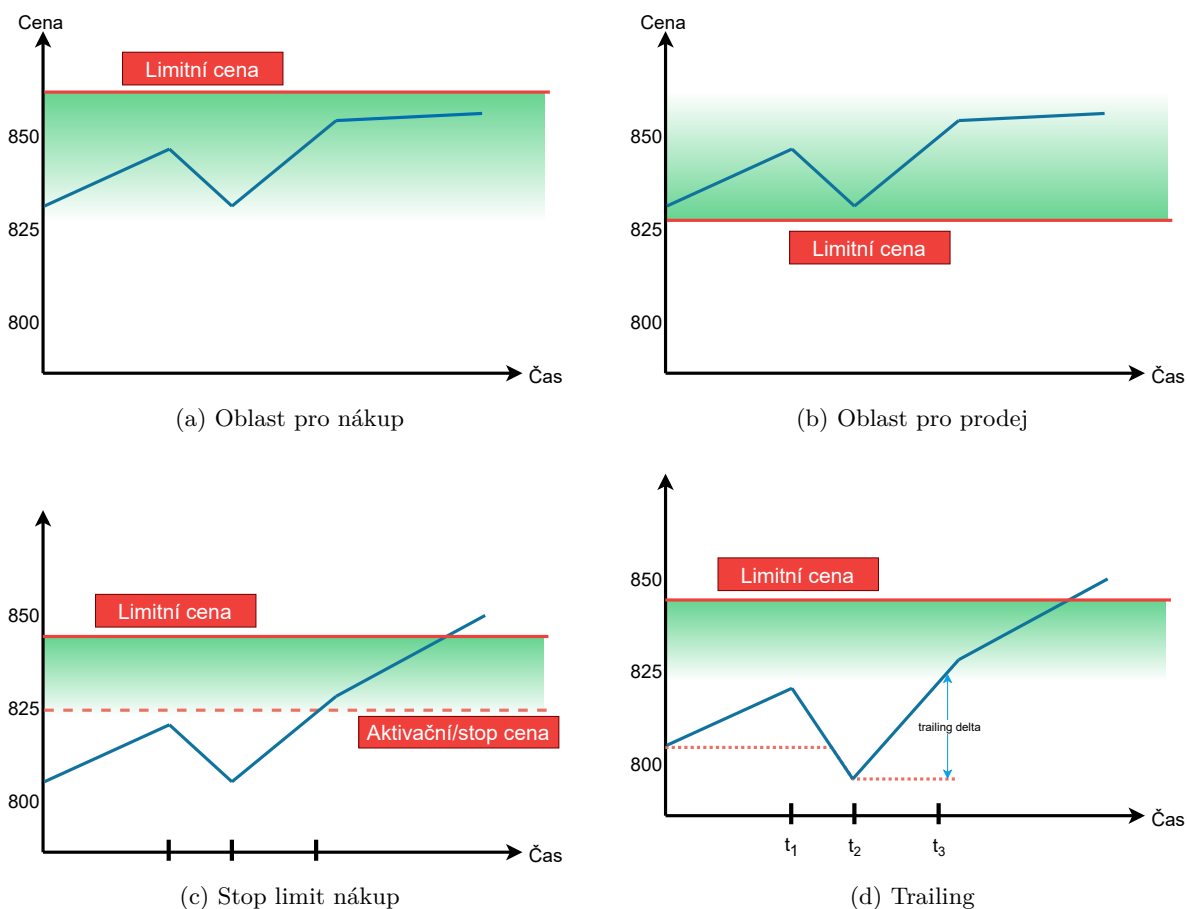 Cena
Limitní cena
850
825
800
Čas
(a) Oblast pro nákup
Cena
850
825
Limitní cena
800
Čas
(b) Oblast pro prodej
850
Limitní cena
825
Aktivační/stop cena
800
Čas
(c) Stop limit nákup
Limitní cena
850
825
trailing delta
800
Čas
t1 t2 t3
(d) Trailing